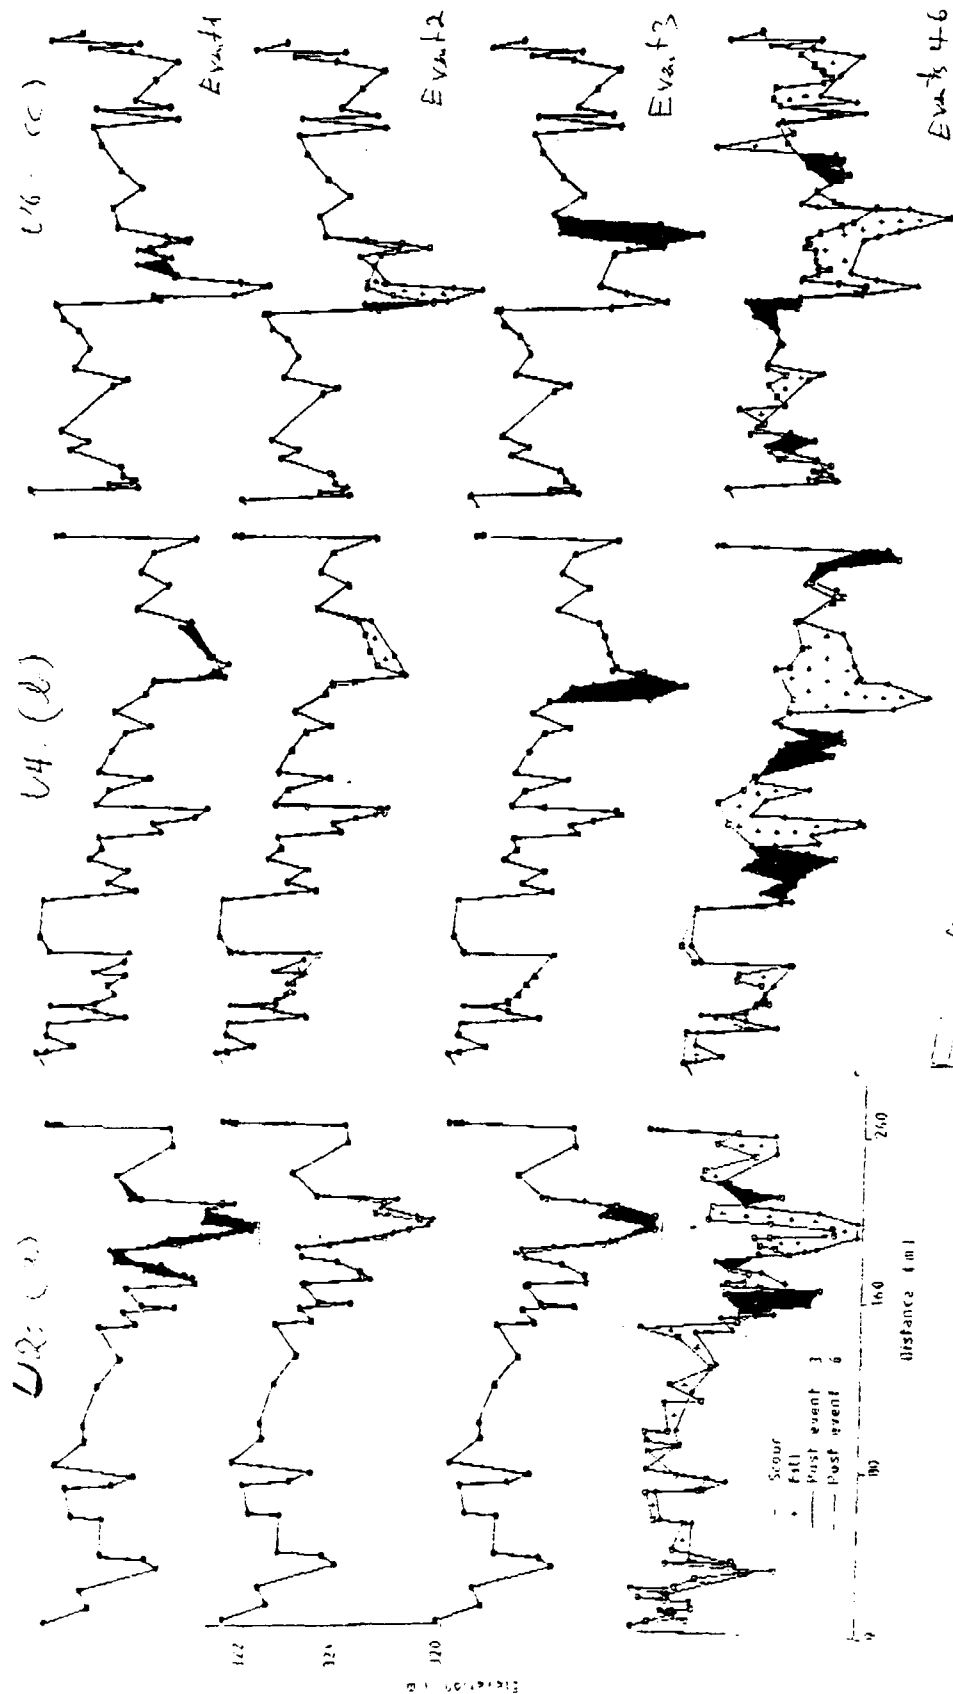 U2: (a)
U4. (b)
U6. (c)
Event 1
Event 2
Event 3
Events 4-6
322
321
320
0
80
160
240
Distance (m)
Scour
Fill
Post event 3
Post event 6